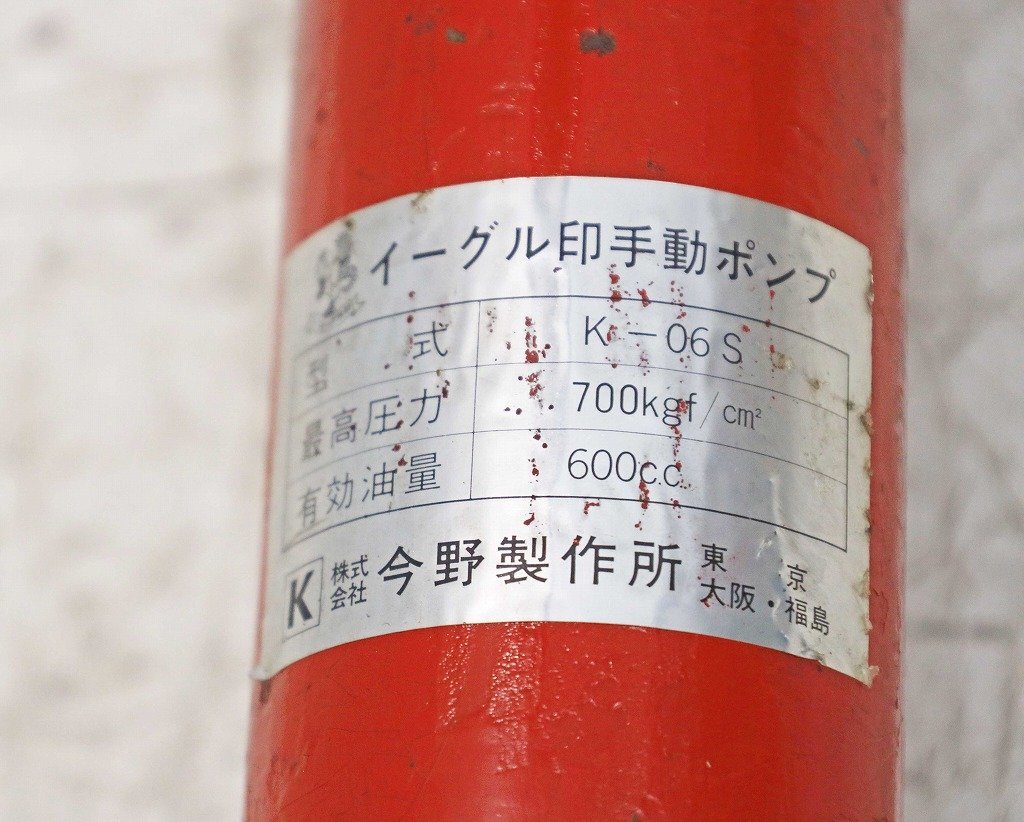 イーグル印手動ポンプ
型式 K-06S
最高圧力 700kgf/cm²
有効油量 600cc
K 株式会社 今野製作所 東京
大阪・福島